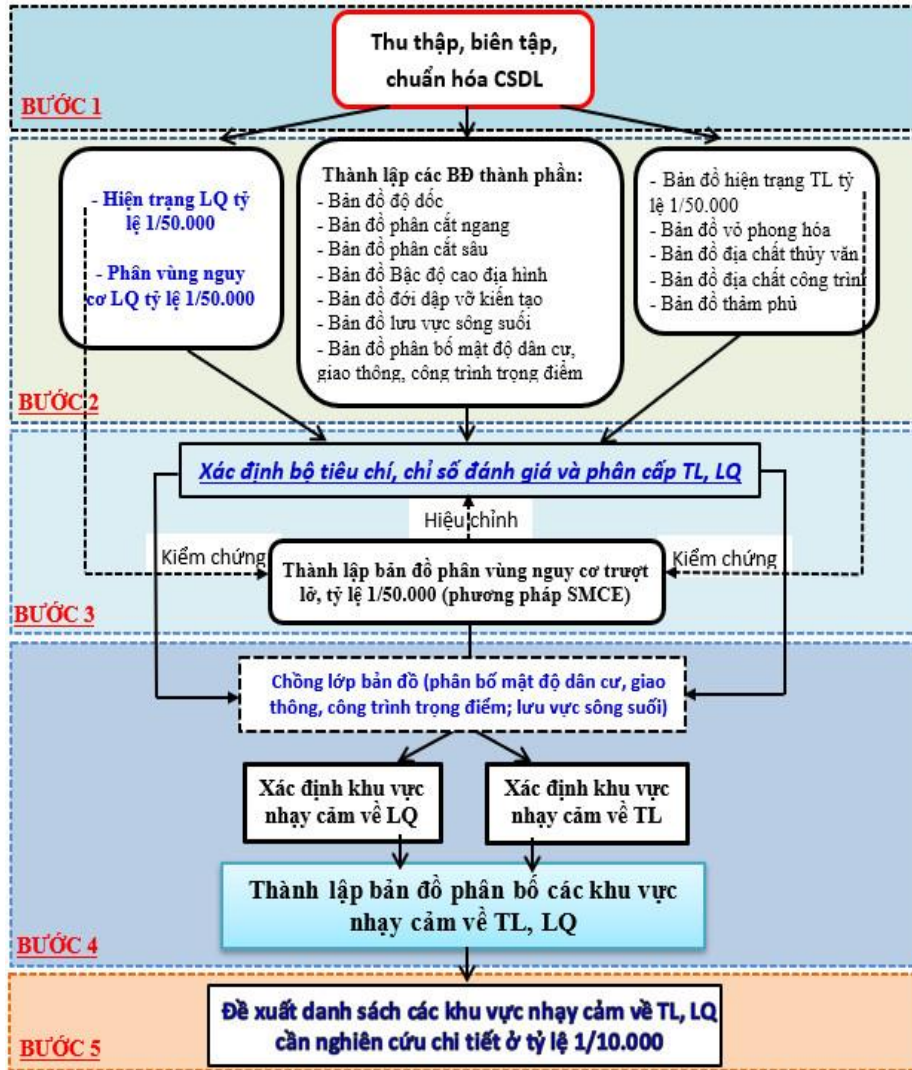 Thu thập, biên tập,
chuẩn hóa CSDL
BƯỚC 1
- Hiện trạng LQ tỷ
lệ 1/50.000
- Phân vùng nguy
cơ LQ tỷ lệ 1/50.000
Thành lập các BĐ thành phần:
- Bản đồ độ dốc
- Bản đồ phân cắt ngang
- Bản đồ phân cắt sâu
- Bản đồ Bậc độ cao địa hình
- Bản đồ đới dập vỡ kiến tạo
- Bản đồ lưu vực sông suối
- Bản đồ phân bố mật độ dân cư,
giao thông, công trình trọng điểm
- Bản đồ hiện trạng TL tỷ
lệ 1/50.000
- Bản đồ vỏ phong hóa
- Bản đồ địa chất thủy văn
- Bản đồ địa chất công trình
- Bản đồ thảm phủ
BƯỚC 2
Xác định bộ tiêu chí, chỉ số đánh giá và phân cấp TL, LQ
Hiệu chỉnh
Kiểm chứng
Kiểm chứng
Thành lập bản đồ phân vùng nguy cơ trượt
lở, tỷ lệ 1/50.000 (phương pháp SMCE)
BƯỚC 3
Chồng lớp bản đồ (phân bố mật độ dân cư, giao
thông, công trình trọng điểm; lưu vực sông suối)
Xác định khu vực
nhạy cảm về LQ
Xác định khu vực
nhạy cảm về TL
Thành lập bản đồ phân bố các khu vực
nhạy cảm về TL, LQ
BƯỚC 4
Đề xuất danh sách các khu vực nhạy cảm về TL, LQ
cần nghiên cứu chi tiết ở tỷ lệ 1/10.000
BƯỚC 5